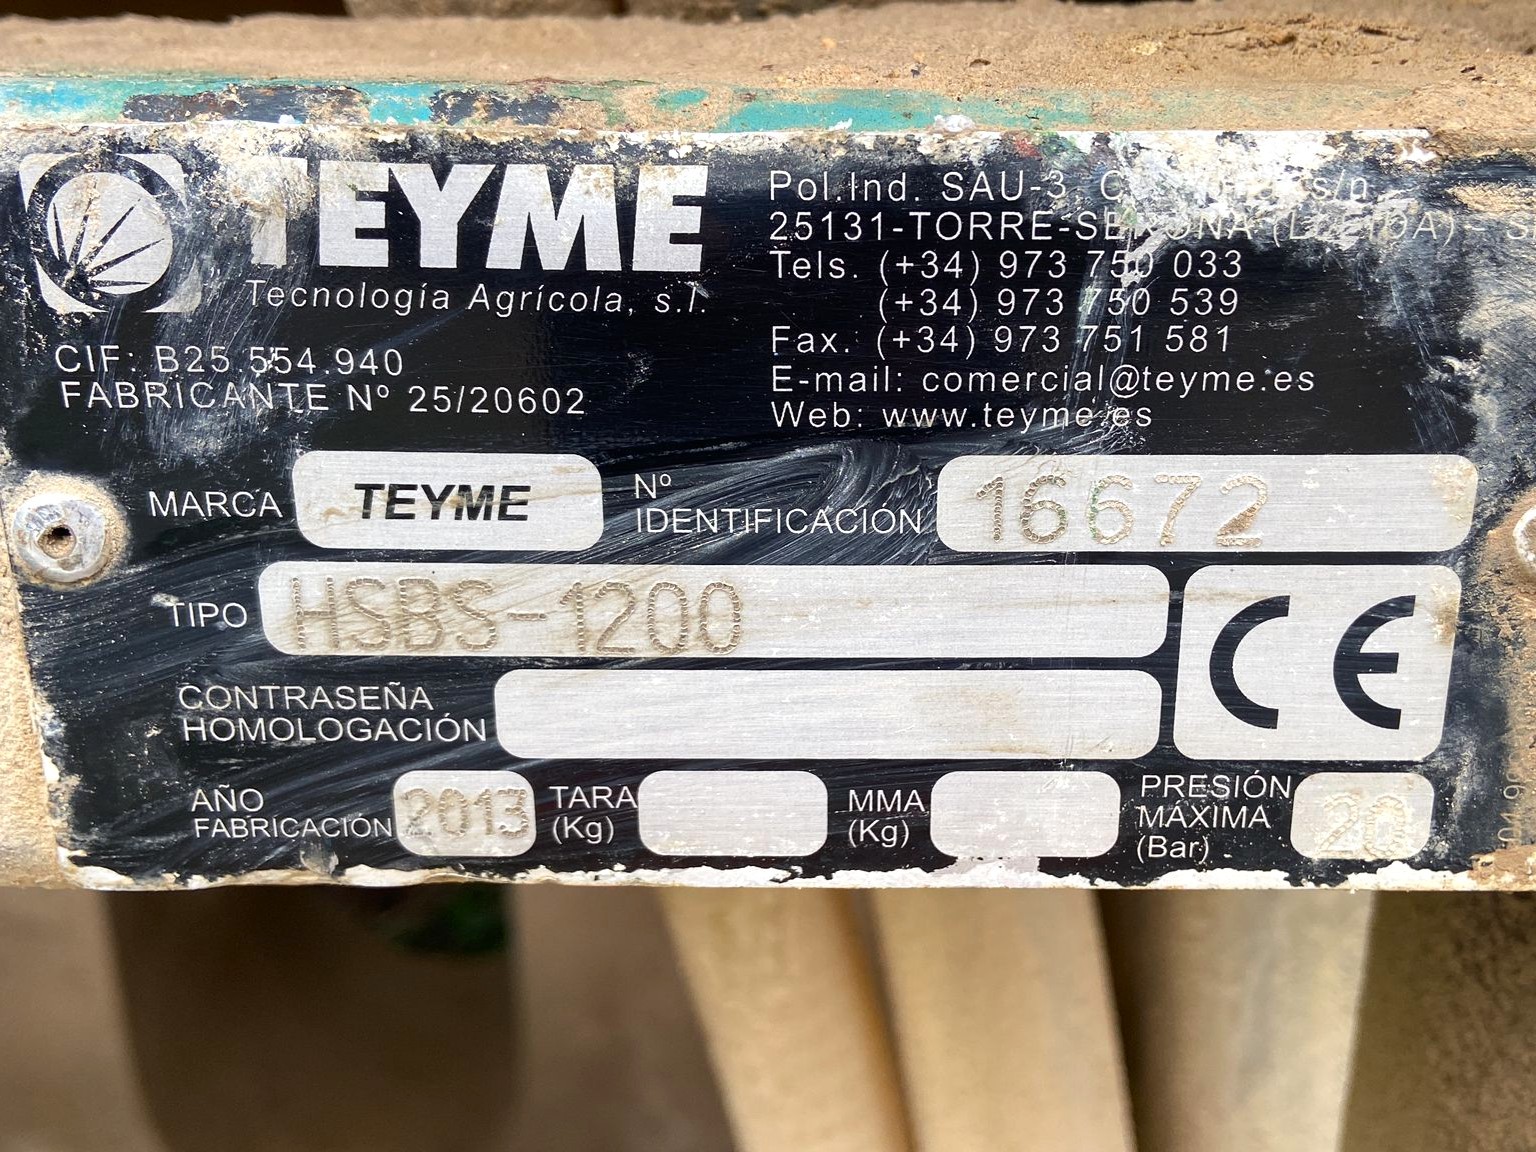 TEYME
Tecnología Agrícola, s.l.
CIF: B25.554.940
FABRICANTE Nº 25/20602
Pol.Ind. SAU-3, s/n
25131-TORRE-SERONA (LLEIDA) -
Tels. (+34) 973 750 033
(+34) 973 750 539
Fax. (+34) 973 751 581
E-mail: comercial@teyme.es
Web: www.teyme.es
MARCA TEYME Nº IDENTIFICACIÓN 16672
TIPO HSBS-1200
CE
CONTRASEÑA
HOMOLOGACIÓN
AÑO FABRICACIÓN 2013 TARA (Kg) MMA (Kg) PRESIÓN MÁXIMA (Bar) 20